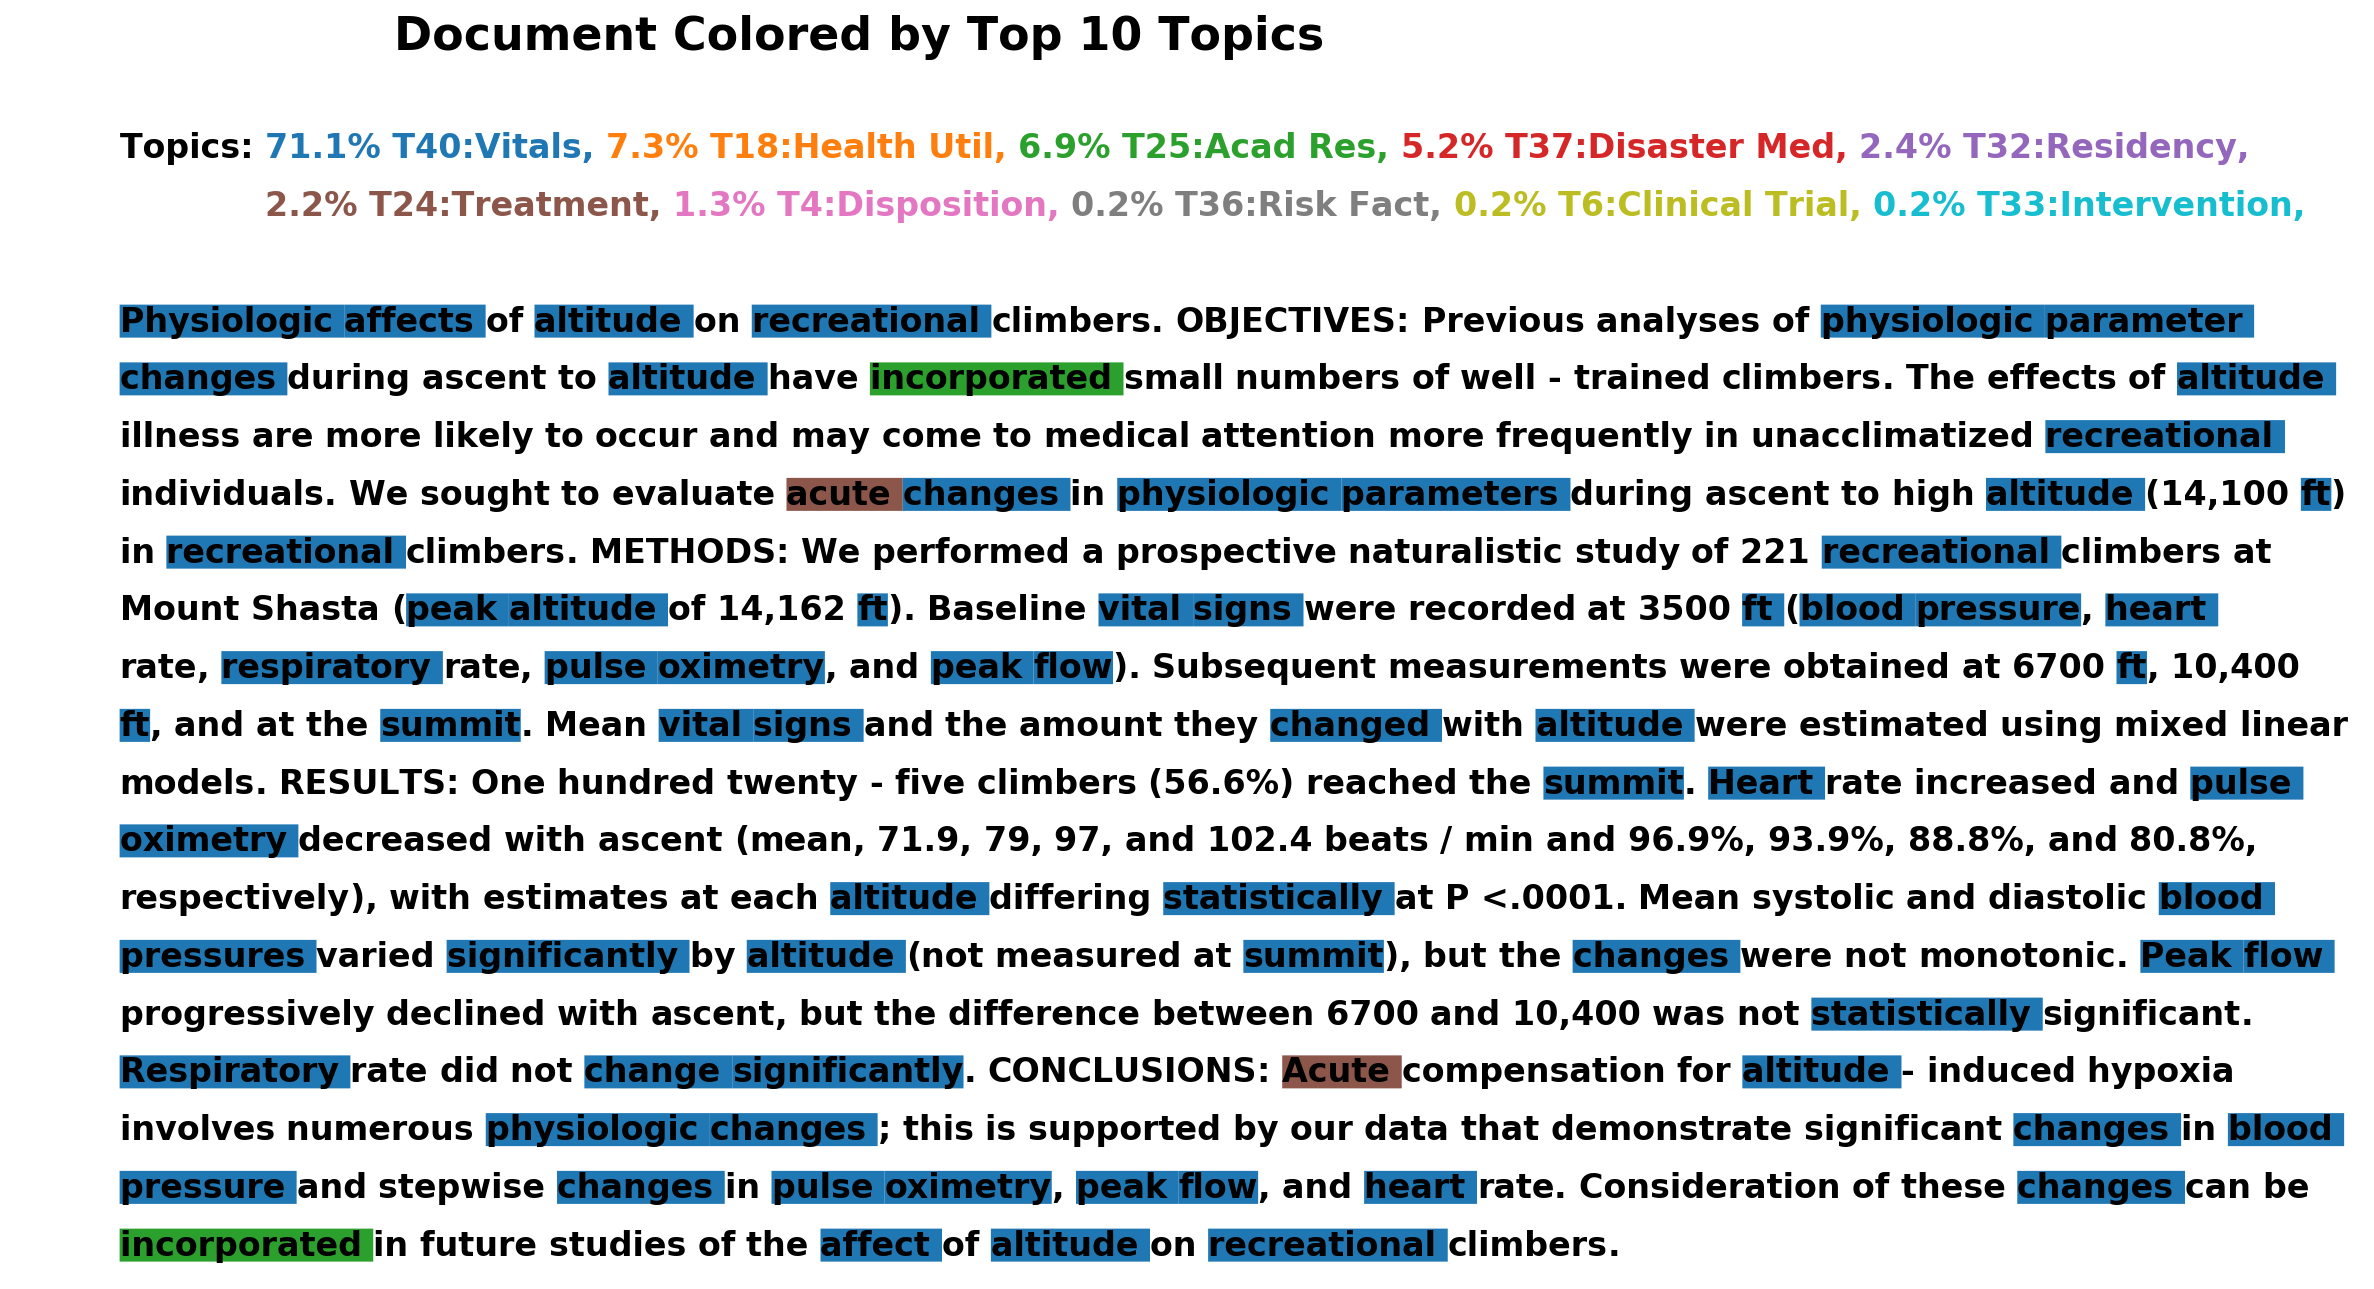 Document Colored by Top 10 Topics
Topics: 71.1% T40:Vitals, 7.3% T18:Health Util, 6.9% T25:Acad Res, 5.2% T37:Disaster Med, 2.4% T32:Residency,
2.2% T24:Treatment, 1.3% T4:Disposition, 0.2% T36:Risk Fact, 0.2% T6:Clinical Trial, 0.2% T33:Intervention,
Physiologic affects of altitude on recreational climbers. OBJECTIVES: Previous analyses of physiologic parameter
changes during ascent to altitude have incorporated small numbers of well - trained climbers. The effects of altitude
illness are more likely to occur and may come to medical attention more frequently in unacclimatized recreational
individuals. We sought to evaluate acute changes in physiologic parameters during ascent to high altitude (14,100 ft)
in recreational climbers. METHODS: We performed a prospective naturalistic study of 221 recreational climbers at
Mount Shasta (peak altitude of 14,162 ft). Baseline vital signs were recorded at 3500 ft (blood pressure, heart
rate, respiratory rate, pulse oximetry, and peak flow). Subsequent measurements were obtained at 6700 ft, 10,400
ft, and at the summit. Mean vital signs and the amount they changed with altitude were estimated using mixed linear
models. RESULTS: One hundred twenty - five climbers (56.6%) reached the summit. Heart rate increased and pulse
oximetry decreased with ascent (mean, 71.9, 79, 97, and 102.4 beats / min and 96.9%, 93.9%, 88.8%, and 80.8%,
respectively), with estimates at each altitude differing statistically at P <.0001. Mean systolic and diastolic blood
pressures varied significantly by altitude (not measured at summit), but the changes were not monotonic. Peak flow
progressively declined with ascent, but the difference between 6700 and 10,400 was not statistically significant.
Respiratory rate did not change significantly. CONCLUSIONS: Acute compensation for altitude - induced hypoxia
involves numerous physiologic changes; this is supported by our data that demonstrate significant changes in blood
pressure and stepwise changes in pulse oximetry, peak flow, and heart rate. Consideration of these changes can be
incorporated in future studies of the affect of altitude on recreational climbers.